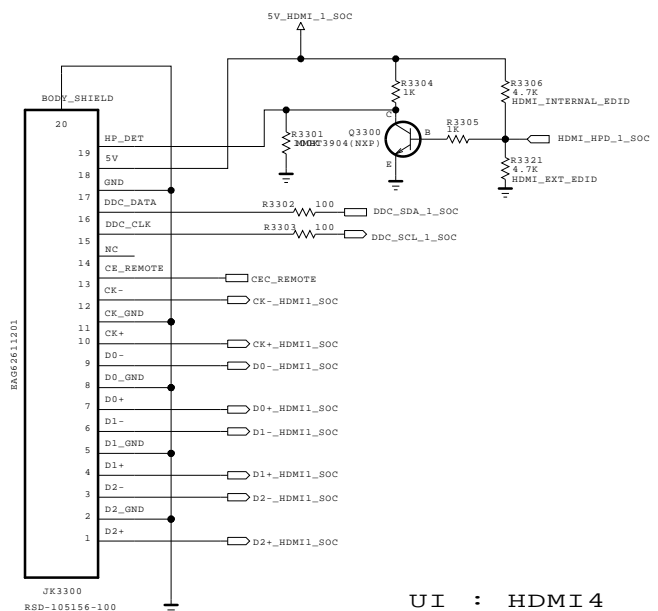 5V_HDMI_1_SOC
BODY_SHIELD
20
R3304
1K
R3306
4.7K
HDMI_INTERNAL_EDID
R3305
1K
C
Q3300
B
MMBT3904(NXP)
E
R3301
HDMI_HPD_1_SOC
R3321
4.7K
HDMI_EXT_EDID
HP_DET
19
5V
18
GND
17
DDC_DATA
R3302
100
DDC_SDA_1_SOC
16
DDC_CLK
R3303
100
DDC_SCL_1_SOC
15
NC
14
CE_REMOTE
CEC_REMOTE
13
CK-
CK-_HDMI1_SOC
12
CK_GND
11
CK+
CK+_HDMI1_SOC
10
D0-
D0-_HDMI1_SOC
9
D0_GND
8
D0+
D0+_HDMI1_SOC
7
D1-
D1-_HDMI1_SOC
6
D1_GND
5
D1+
D1+_HDMI1_SOC
4
D2-
D2-_HDMI1_SOC
3
D2_GND
2
D2+
D2+_HDMI1_SOC
1
EAG62611201
JK3300
RSD-105156-100
UI : HDMI4